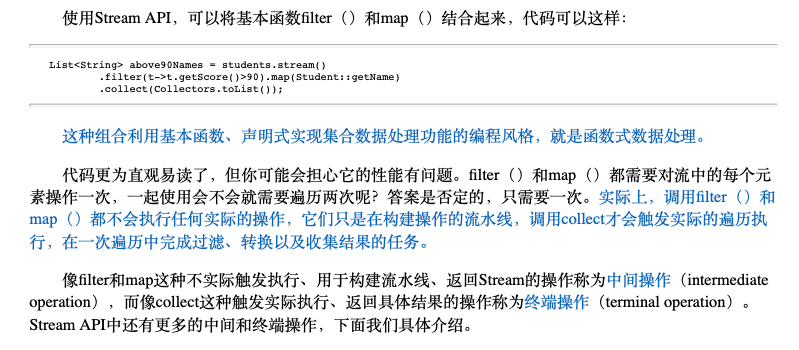 使用Stream API，可以将基本函数filter（）和map（）结合起来，代码可以这样：
List<String> above90Names = students.stream()
.filter(t->t.getScore()>90).map(Student::getName)
.collect(Collectors.toList());
这种组合利用基本函数、声明式实现集合数据处理功能的编程风格，就是函数式数据处理。
代码更为直观易读了，但你可能会担心它的性能有问题。filter（）和map（）都需要对流中的每个元
素操作一次，一起使用会不会就需要遍历两次呢？答案是否定的，只需要一次。实际上，调用filter（）和
map（）都不会执行任何实际的操作，它们只是在构建操作的流水线，调用collect才会触发实际的遍历执
行，在一次遍历中完成过滤、转换以及收集结果的任务。
像filter和map这种不实际触发执行、用于构建流水线、返回Stream的操作称为中间操作（intermediate
operation），而像collect这种触发实际执行、返回具体结果的操作称为终端操作（terminal operation）。
Stream API中还有更多的中间和终端操作，下面我们具体介绍。